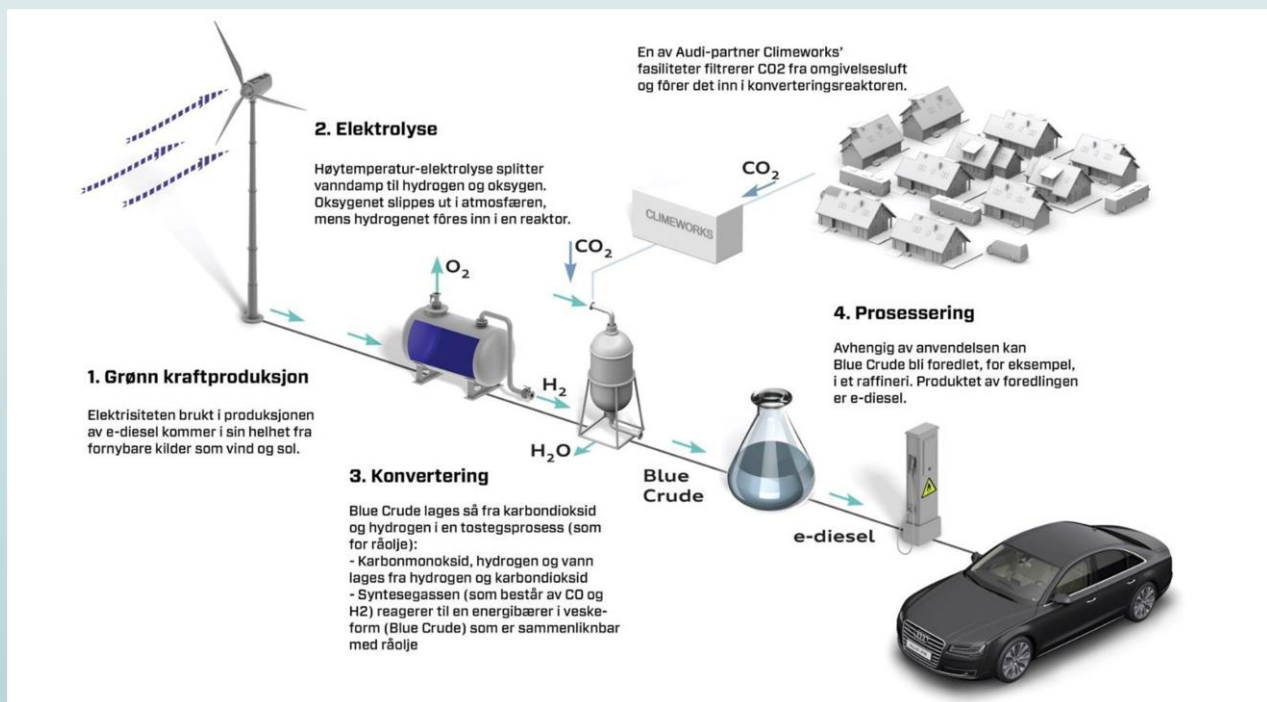 En av Audi-partner Climeworks'
fasiliteter filtrerer CO2 fra omgivelsesluft
og fôrer det inn i konverteringsreaktoren.
2. Elektrolyse
Høytemperatur-elektrolyse splitter
vanndamp til hydrogen og oksygen.
Oksygenet slippes ut i atmosfæren,
mens hydrogenet fôres inn i en reaktor.
CO₂
CLIMEWORKS
CO₂
O₂
1. Grønn kraftproduksjon
Elektrisiteten brukt i produksjonen
av e-diesel kommer i sin helhet fra
fornybare kilder som vind og sol.
H₂
H₂O
3. Konvertering
Blue Crude lages så fra karbondioksid
og hydrogen i en tostegsprosess (som
for råolje):
- Karbonmonoksid, hydrogen og vann
lages fra hydrogen og karbondioksid
- Syntesegassen (som består av CO og
H2) reagerer til en energibærer i veske-
form (Blue Crude) som er sammenliknbar
med råolje
Blue
Crude
4. Prosessering
Avhengig av anvendelsen kan
Blue Crude bli foredlet, for eksempel,
i et raffineri. Produktet av foredlingen
er e-diesel.
e-diesel